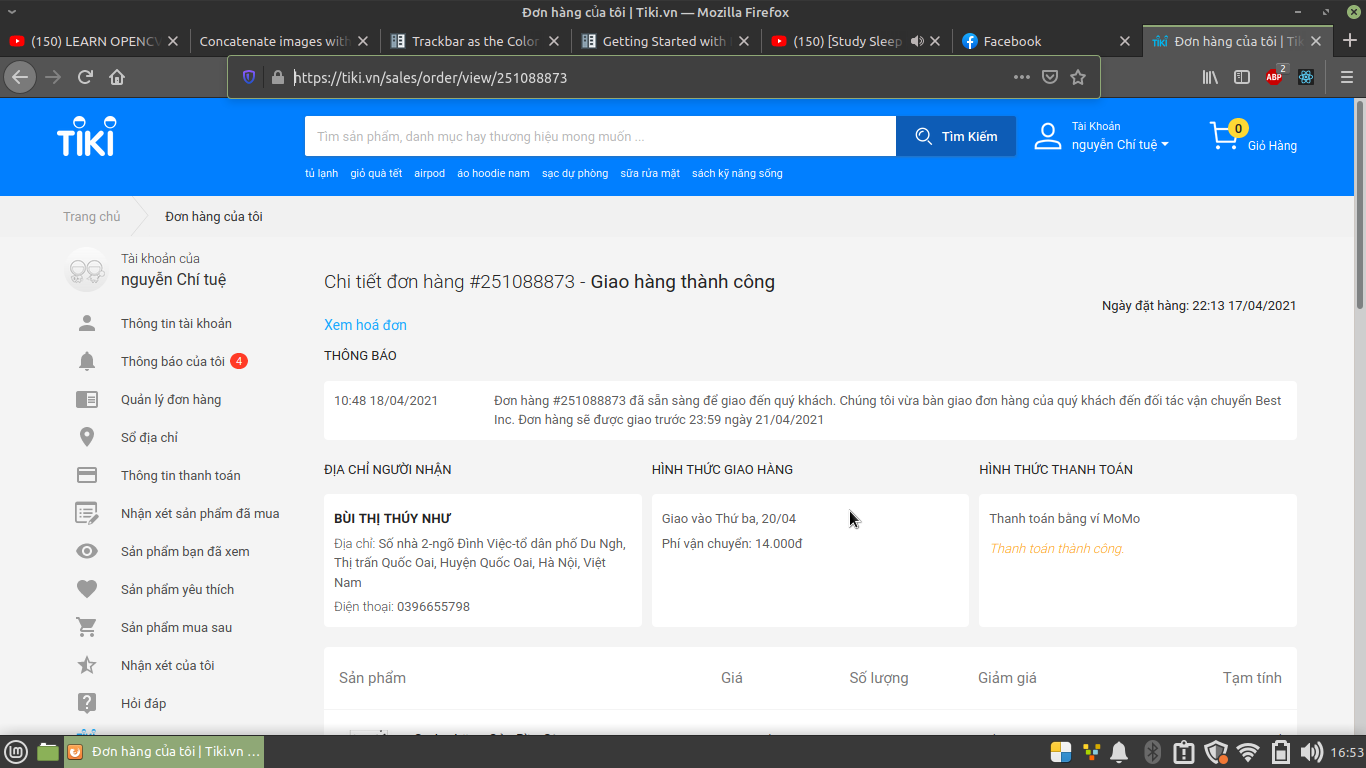 Đơn hàng của tôi | Tiki.vn — Mozilla Firefox
(150) LEARN OPENCV
Concatenate images with
Trackbar as the Color
Getting Started with
(150) [Study Sleep
Facebook
Đơn hàng của tôi | Tik
https://tiki.vn/sales/order/view/251088873
ABP 2
TIKI
Tìm sản phẩm, danh mục hay thương hiệu mong muốn ...
Tìm Kiếm
Tài Khoản
nguyễn Chí tuệ
0
Giỏ Hàng
tủ lạnh giỏ quà tết airpod áo hoodie nam sạc dự phòng sữa rửa mặt sách kỹ năng sống
Trang chủ Đơn hàng của tôi
Tài khoản của
nguyễn Chí tuệ
Thông tin tài khoản
Thông báo của tôi 4
Quản lý đơn hàng
Sổ địa chỉ
Thông tin thanh toán
Nhận xét sản phẩm đã mua
Sản phẩm bạn đã xem
Sản phẩm yêu thích
Sản phẩm mua sau
Nhận xét của tôi
Hỏi đáp
Chi tiết đơn hàng #251088873 - Giao hàng thành công
Ngày đặt hàng: 22:13 17/04/2021
Xem hoá đơn
THÔNG BÁO
10:48 18/04/2021
Đơn hàng #251088873 đã sẵn sàng để giao đến quý khách. Chúng tôi vừa bàn giao đơn hàng của quý khách đến đối tác vận chuyển Best
Inc. Đơn hàng sẽ được giao trước 23:59 ngày 21/04/2021
ĐỊA CHỈ NGƯỜI NHẬN
BÙI THỊ THÚY NHƯ
Địa chỉ: Số nhà 2-ngõ Đình Việc-tổ dân phố Du Ngh,
Thị trấn Quốc Oai, Huyện Quốc Oai, Hà Nội, Việt
Nam
Điện thoại: 0396655798
HÌNH THỨC GIAO HÀNG
Giao vào Thứ ba, 20/04
Phí vận chuyển: 14.000đ
HÌNH THỨC THANH TOÁN
Thanh toán bằng ví MoMo
Thanh toán thành công.
Sản phẩm Giá Số lượng Giảm giá Tạm tính
Đơn hàng của tôi | Tiki.vn ...
16:53